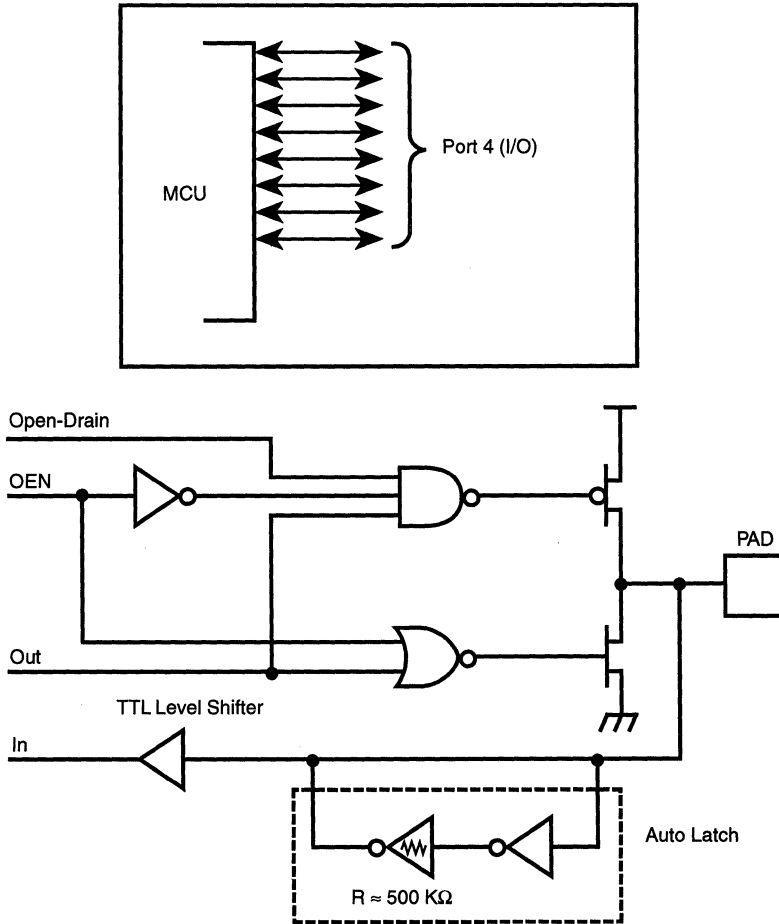 MCU
Port 4 (I/O)
Open-Drain
OEN
PAD
Out
TTL Level Shifter
In
Auto Latch
R ≈ 500 KΩ